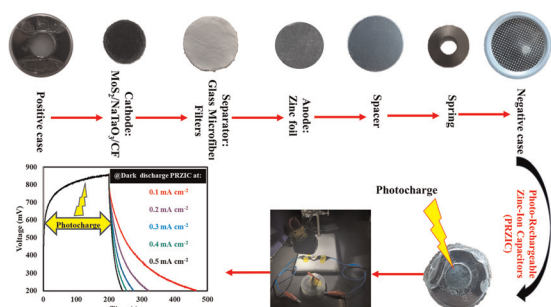 Positive case
Cathode:
MoS₂/NaTaO₃/CF
Separator:
Glass Microfiber
Filters
Anode:
Zinc foil
Spacer
Spring
Negative case
Photo-Rechargeable
Zinc-Ion Capacitors
(PRZIC)
Photocharge
@Dark discharge PRZIC at:
0.1 mA cm⁻²
0.2 mA cm⁻²
0.3 mA cm⁻²
0.4 mA cm⁻²
0.5 mA cm⁻²
Photocharge
Voltage (mV)
900
800
700
600
500
400
300
200
0
100
200
300
400
500